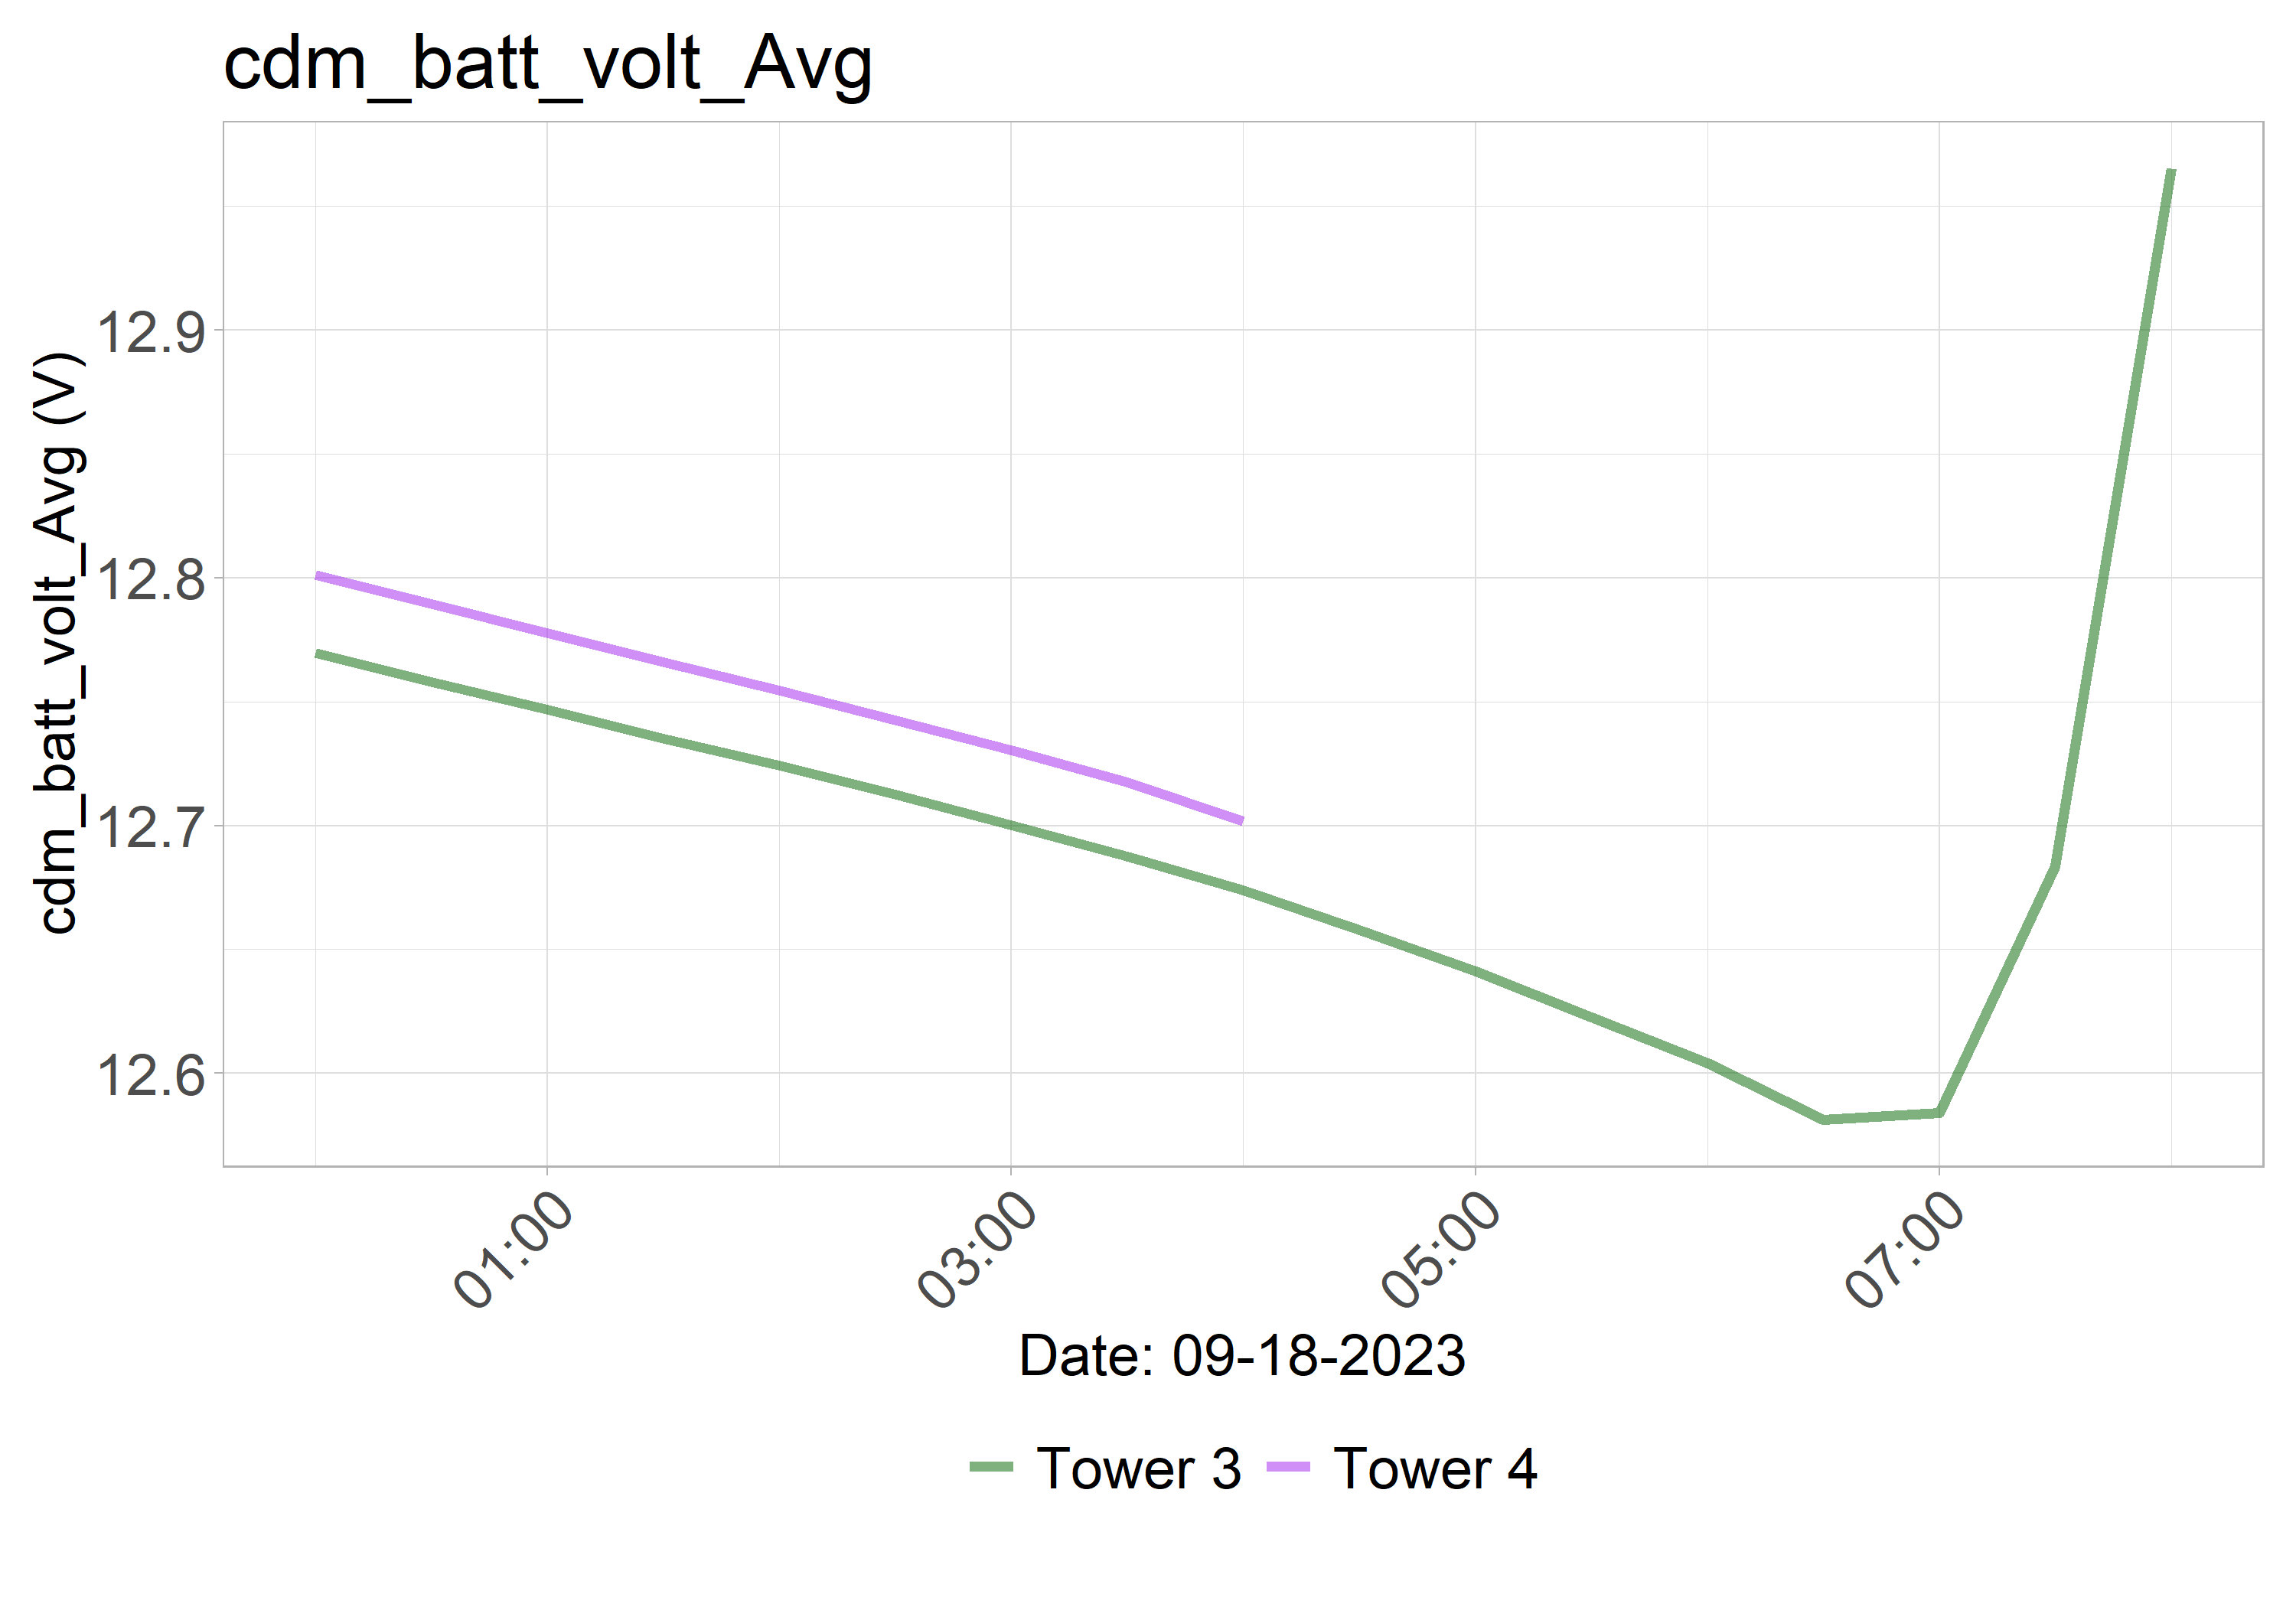 cdm_batt_volt_Avg
cdm_batt_volt_Avg (V)
12.9
12.8
12.7
12.6
01:00
03:00
05:00
07:00
Date: 09-18-2023
Tower 3
Tower 4